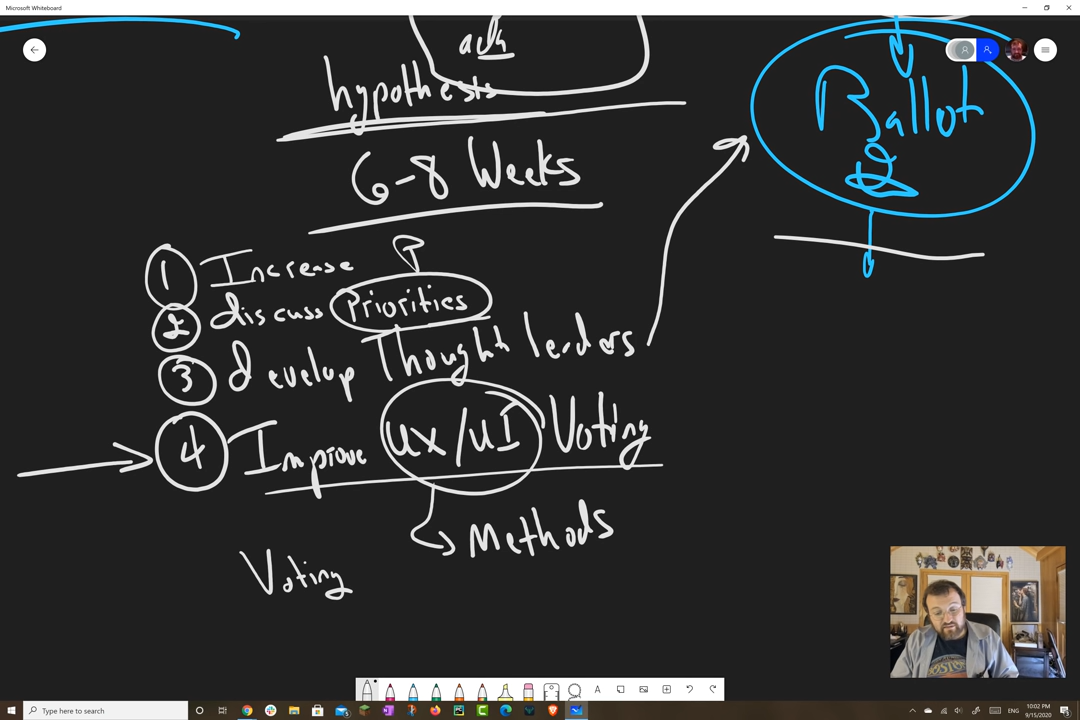 Microsoft Whiteboard
ada
hypothesis
Ballot
6-8 Weeks
1 Increase
2 discuss Priorities
3 develop Thought leaders
4 Improve UX/UI Voting
Methods
Voting
Type here to search
10:02 PM
9/15/2020